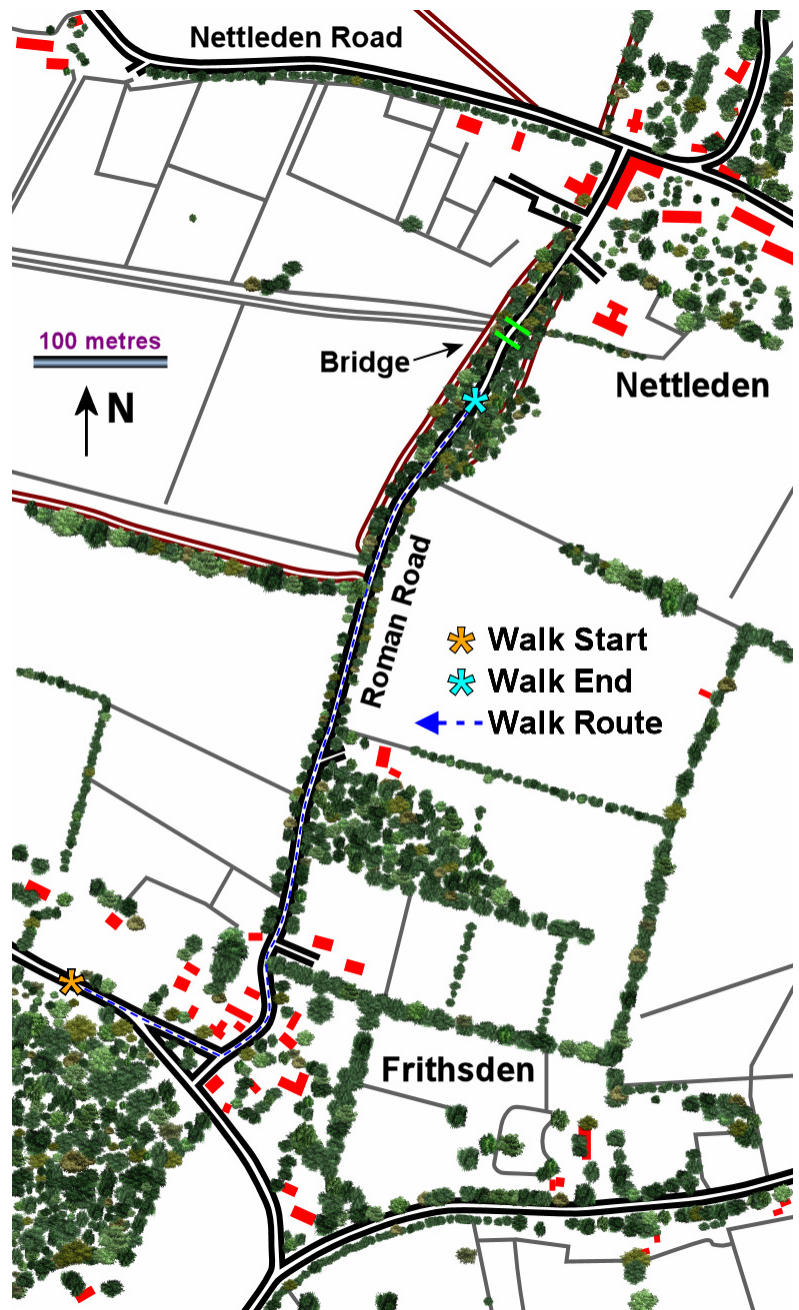 Nettleden Road
100 metres
N
Bridge
Nettleden
Roman Road
Walk Start
Walk End
Walk Route
Frithsden